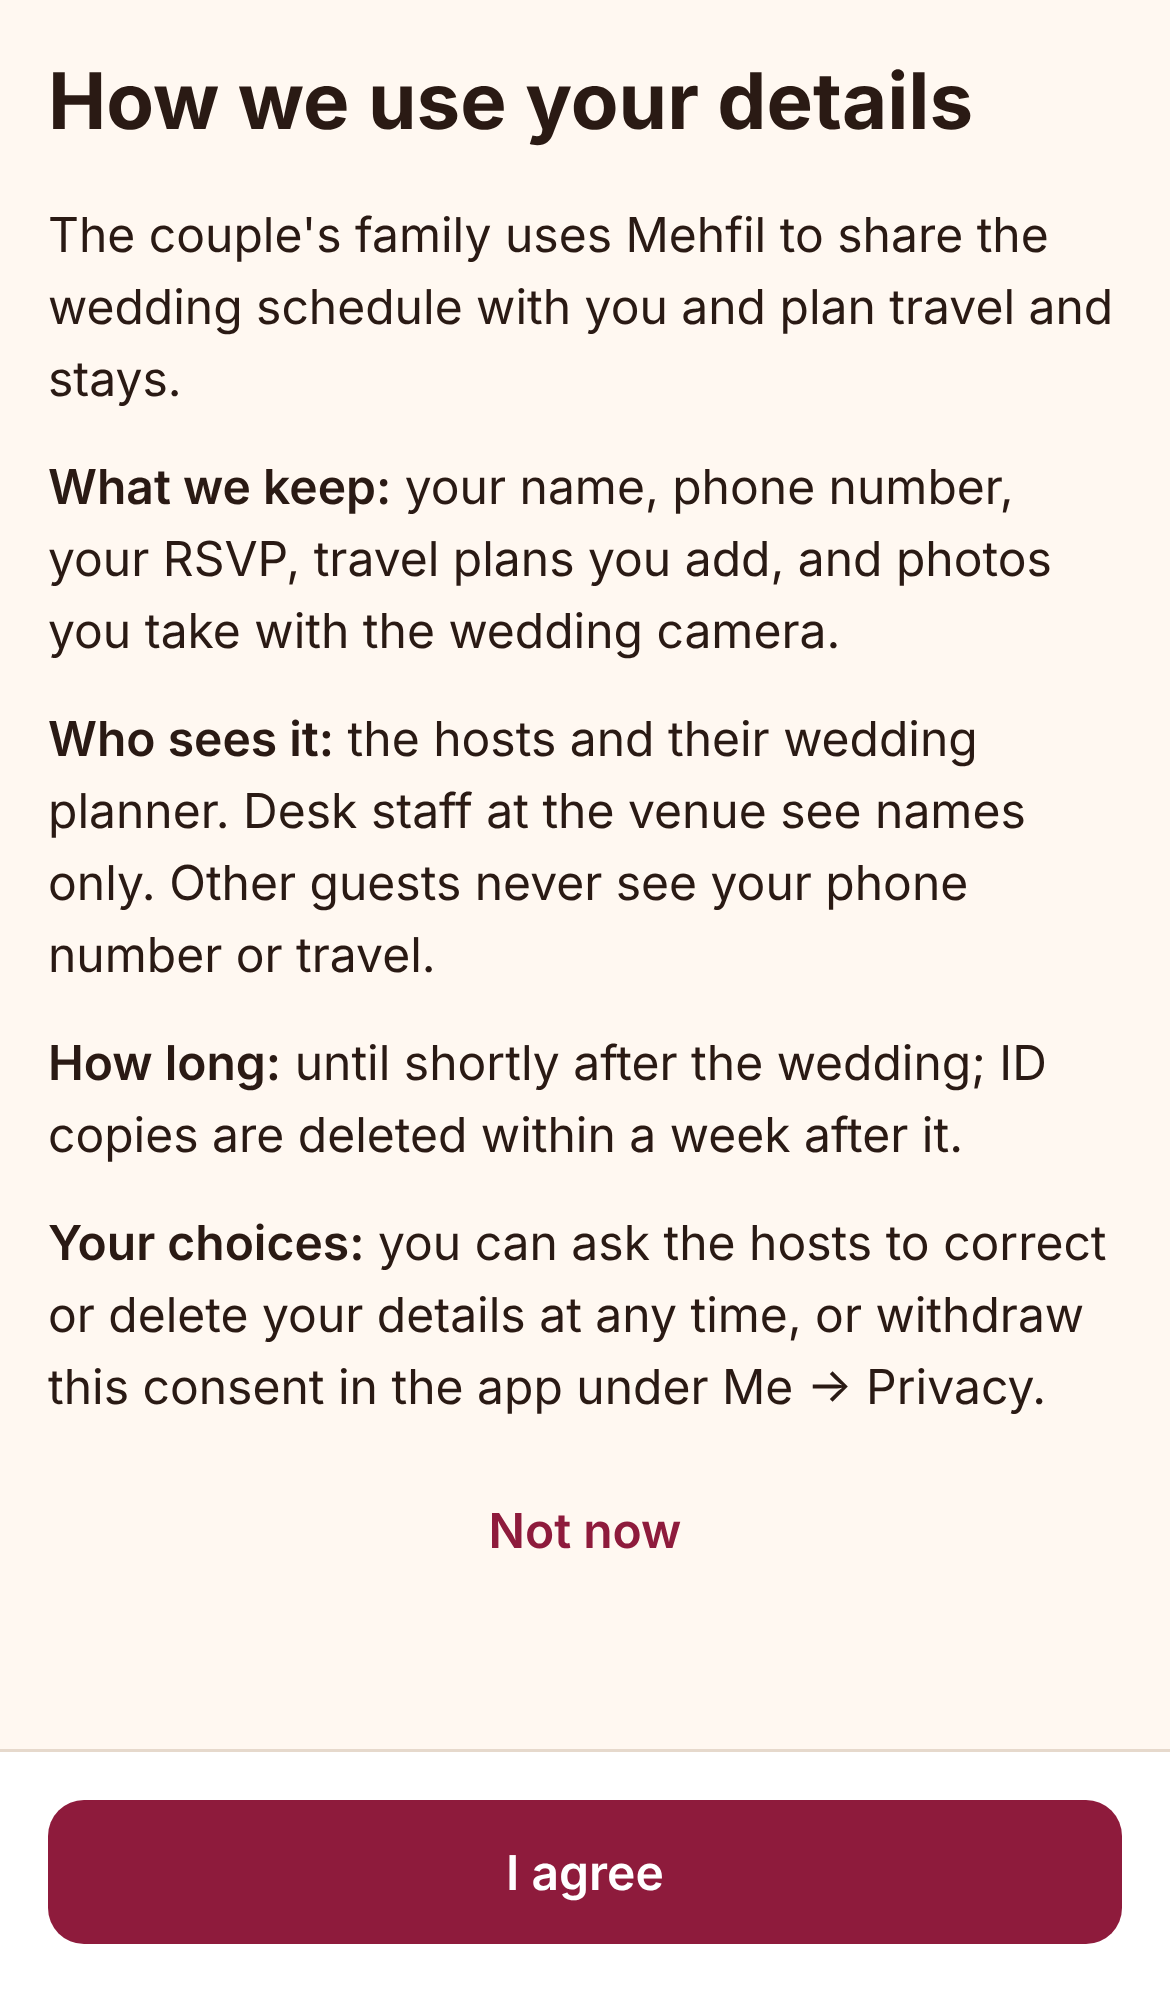 How we use your details
The couple's family uses Mehfil to share the
wedding schedule with you and plan travel and
stays.
What we keep: your name, phone number,
your RSVP, travel plans you add, and photos
you take with the wedding camera.
Who sees it: the hosts and their wedding
planner. Desk staff at the venue see names
only. Other guests never see your phone
number or travel.
How long: until shortly after the wedding; ID
copies are deleted within a week after it.
Your choices: you can ask the hosts to correct
or delete your details at any time, or withdraw
this consent in the app under Me → Privacy.
Not now
I agree